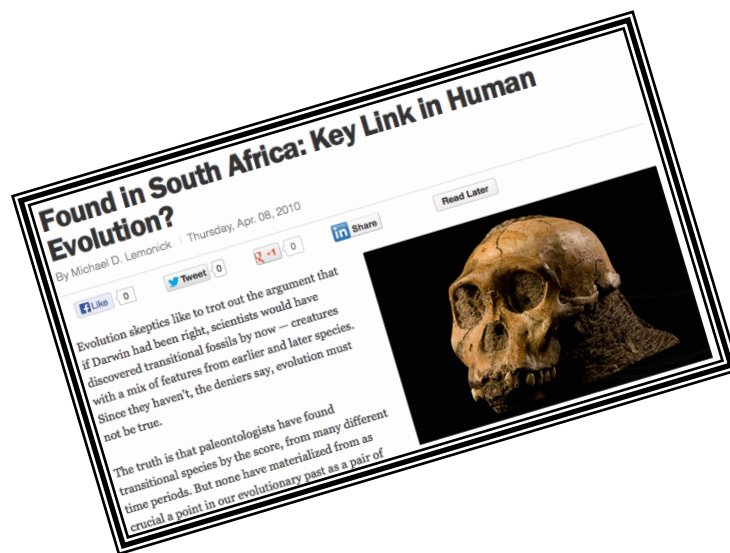 Found in South Africa: Key Link in Human
Evolution?
By Michael D. Lemonick | Thursday, Apr. 08, 2010
Like 0 Tweet 0 +1 0 Share Read Later
Evolution skeptics like to trot out the argument that
if Darwin had been right, scientists would have
discovered transitional fossils by now — creatures
with a mix of features from earlier and later species.
Since they haven't, the deniers say, evolution must
not be true.
The truth is that paleontologists have found
transitional species by the score, from many different
time periods. But none have materialized from as
crucial a point in our evolutionary past as a pair of